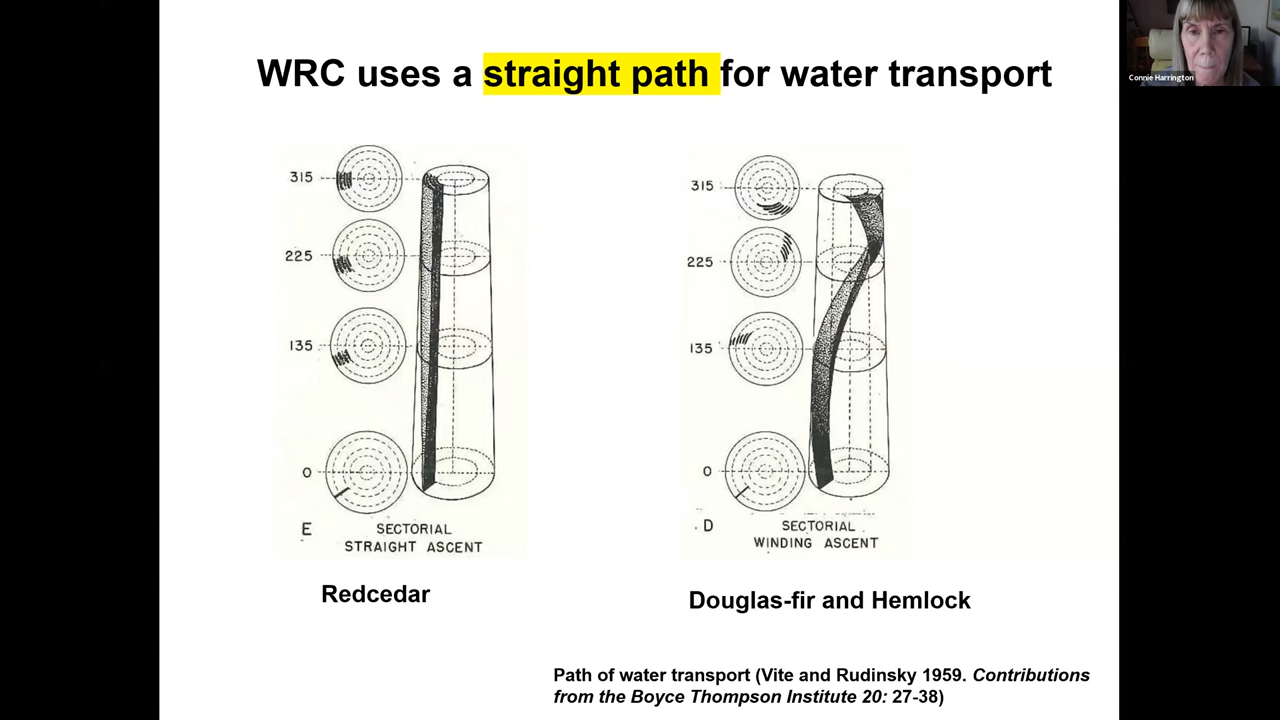 WRC uses a straight path for water transport
Connie Harrington
315
225
135
0
E
SECTORIAL
STRAIGHT ASCENT
Redcedar
315
225
135
0
D
SECTORIAL
WINDING ASCENT
Douglas-fir and Hemlock
Path of water transport (Vite and Rudinsky 1959. Contributions
from the Boyce Thompson Institute 20: 27-38)